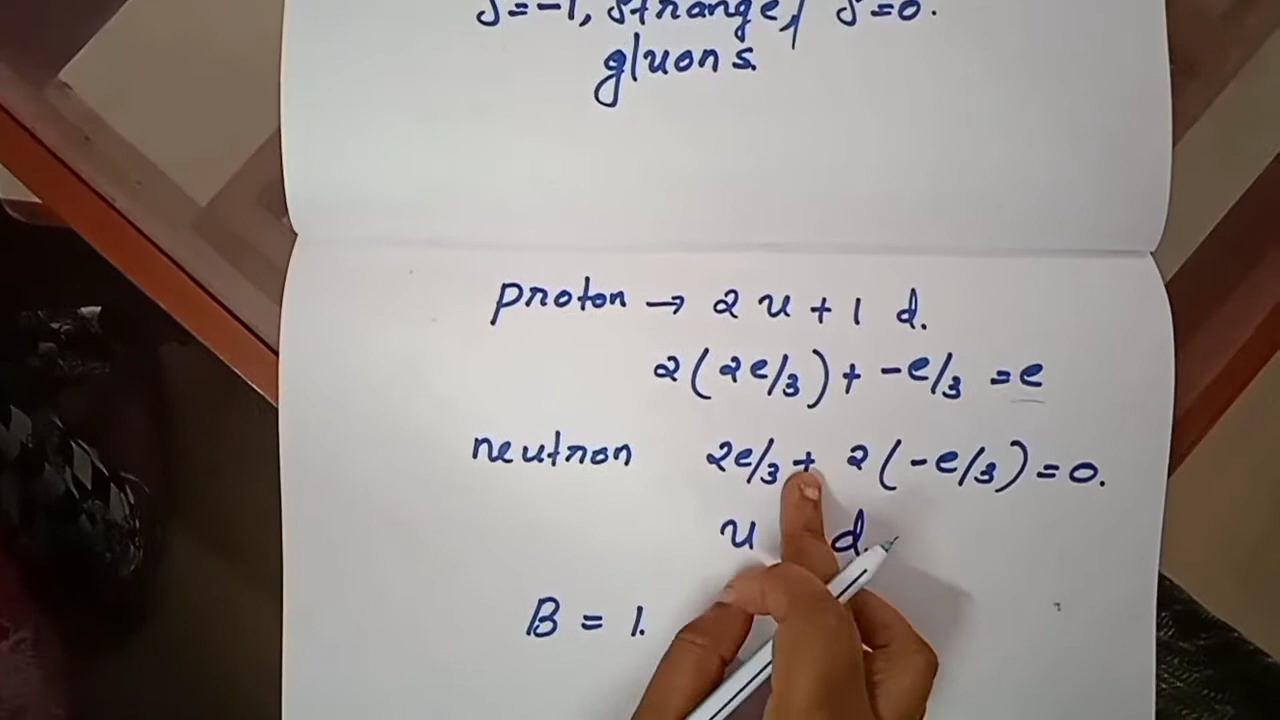 S=-1, strange, S=0.
gluons.
proton → 2 u + 1 d.
2(2e/3) + -e/3 = e
neutron 2e/3 + 2(-e/3) = 0.
u d.
B = 1.